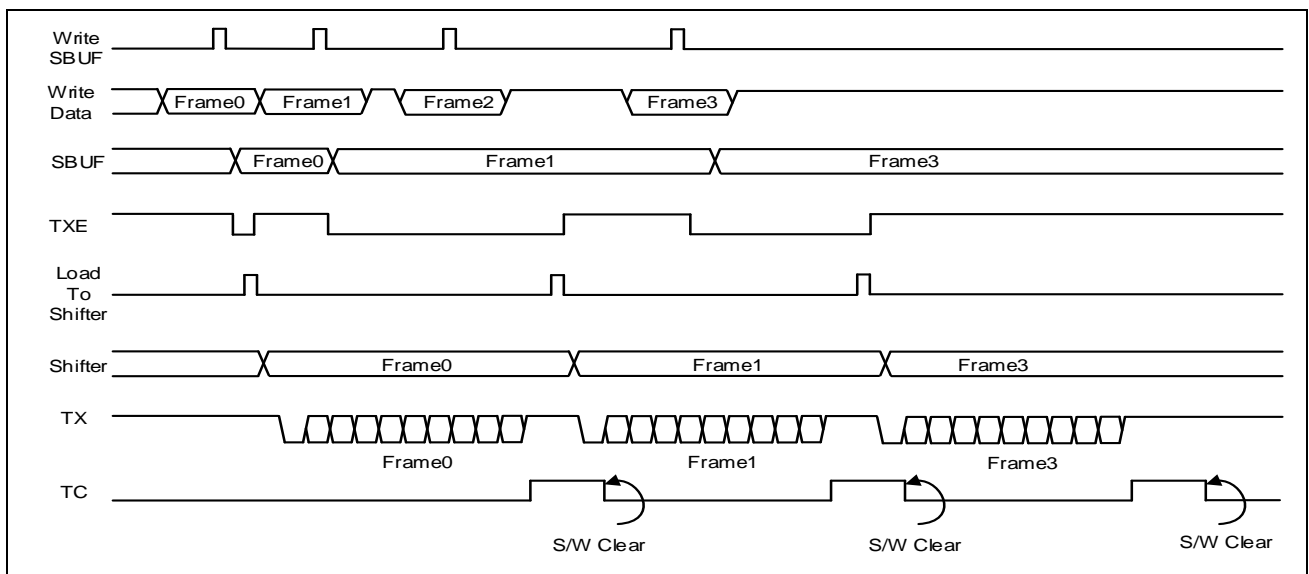 Write
SBUF
Write
Data
Frame0
Frame1
Frame2
Frame3
SBUF
Frame0
Frame1
Frame3
TXE
Load
To
Shifter
Shifter
Frame0
Frame1
Frame3
TX
Frame0
Frame1
Frame3
TC
S/W Clear
S/W Clear
S/W Clear